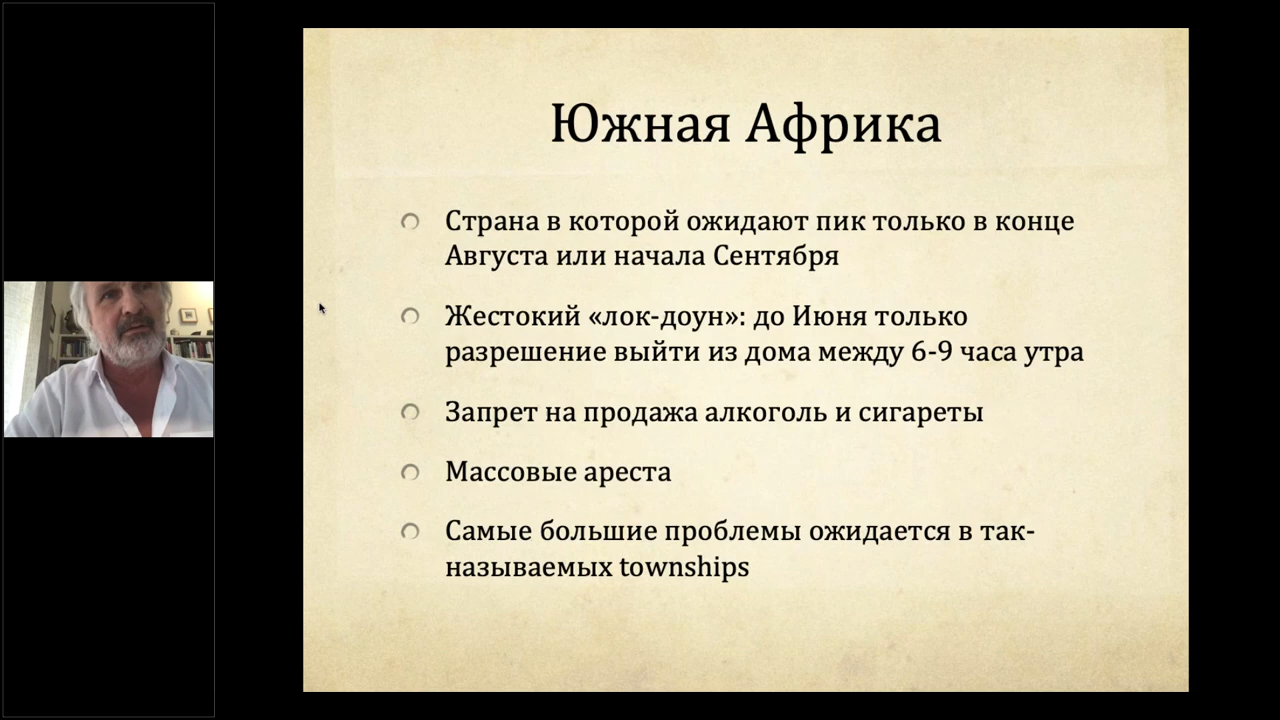 Южная Африка
Страна в которой ожидают пик только в конце
Августа или начала Сентября
Жестокий «лок-доун»: до Июня только
разрешение выйти из дома между 6-9 часа утра
Запрет на продажа алкоголь и сигареты
Массовые ареста
Самые большие проблемы ожидается в так-
называемых townships